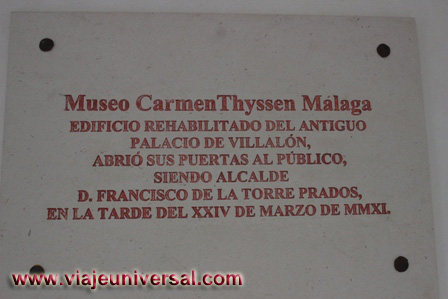 Museo CarmenThyssen Málaga
EDIFICIO REHABILITADO DEL ANTIGUO
PALACIO DE VILLALÓN,
ABRIÓ SUS PUERTAS AL PÚBLICO,
SIENDO ALCALDE
D. FRANCISCO DE LA TORRE PRADOS,
EN LA TARDE DEL XXIV DE MARZO DE MMXI.
www.viajeuniversal.com